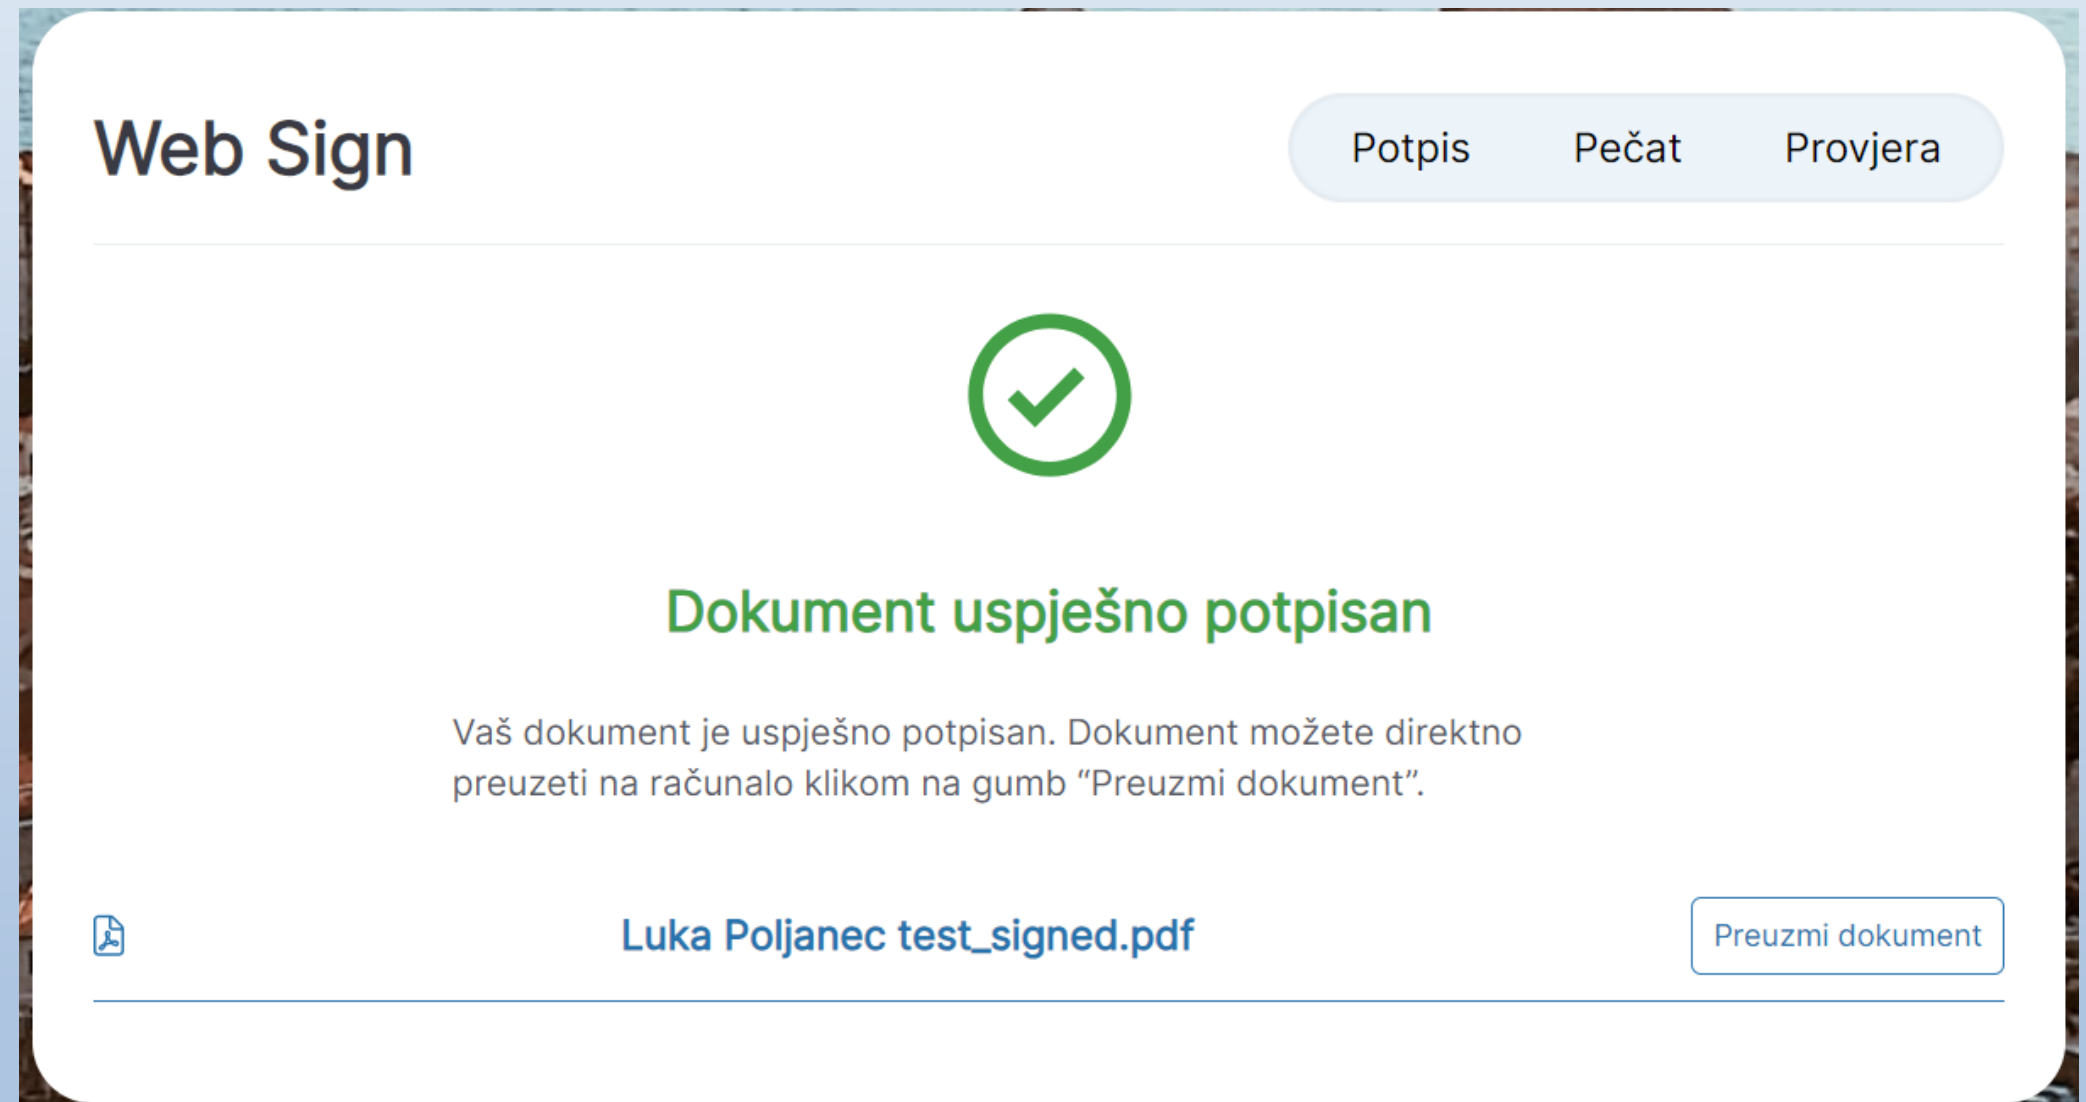 Web Sign
Potpis Pečat Provjera
Dokument uspješno potpisan
Vaš dokument je uspješno potpisan. Dokument možete direktno
preuzeti na računalo klikom na gumb “Preuzmi dokument”.
Luka Poljanec test_signed.pdf
Preuzmi dokument